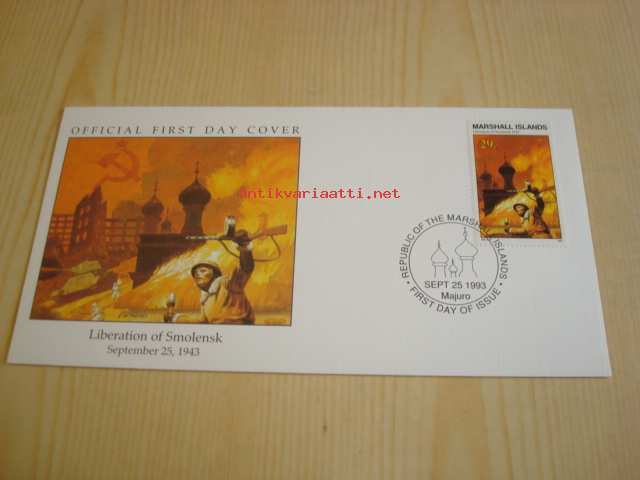 OFFICIAL FIRST DAY COVER
Antikvariaatti.net
Liberation of Smolensk
September 25, 1943
MARSHALL ISLANDS
29
REPUBLIC OF THE MARSHALL ISLANDS
SEPT 25 1993
Majuro
• FIRST DAY OF ISSUE •